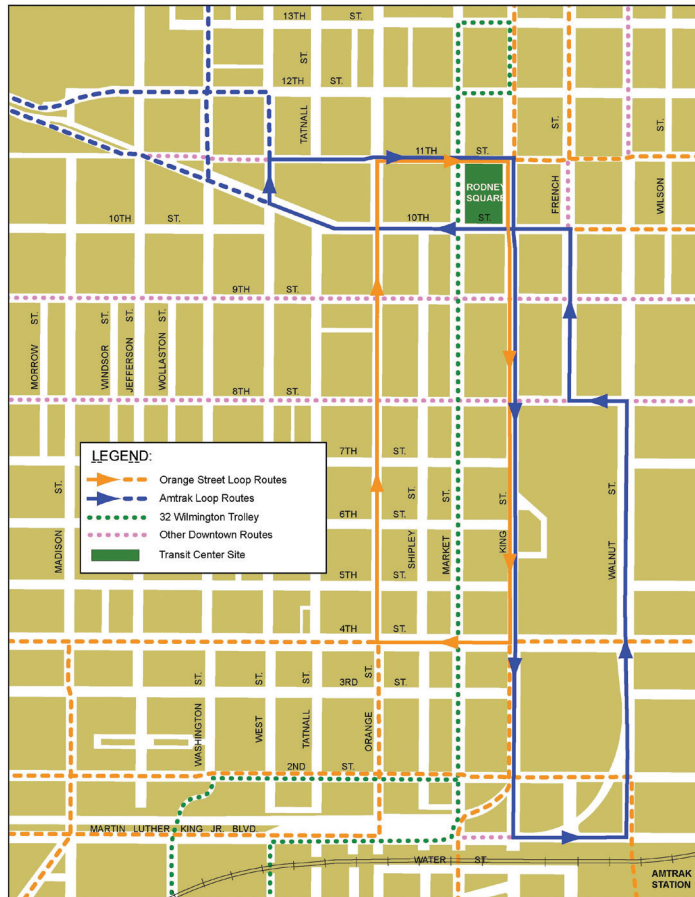 13TH ST.
ST.
12TH ST.
TATNALL
ST.
11TH ST.
RODNEY
SQUARE
FRENCH
WILSON
10TH ST.
10TH ST.
9TH ST.
MORROW ST.
WINDSOR ST.
JEFFERSON ST.
WOLLASTON ST.
8TH ST.
LEGEND:
Orange Street Loop Routes
Amtrak Loop Routes
32 Wilmington Trolley
Other Downtown Routes
Transit Center Site
7TH ST.
MADISON ST.
SHIPLEY ST.
MARKET ST.
KING ST.
WALNUT ST.
6TH ST.
5TH ST.
4TH ST.
3RD ST.
WASHINGTON ST.
WEST ST.
TATNALL ST.
ORANGE ST.
2ND ST.
MARTIN LUTHER KING JR. BLVD.
WATER ST.
AMTRAK
STATION